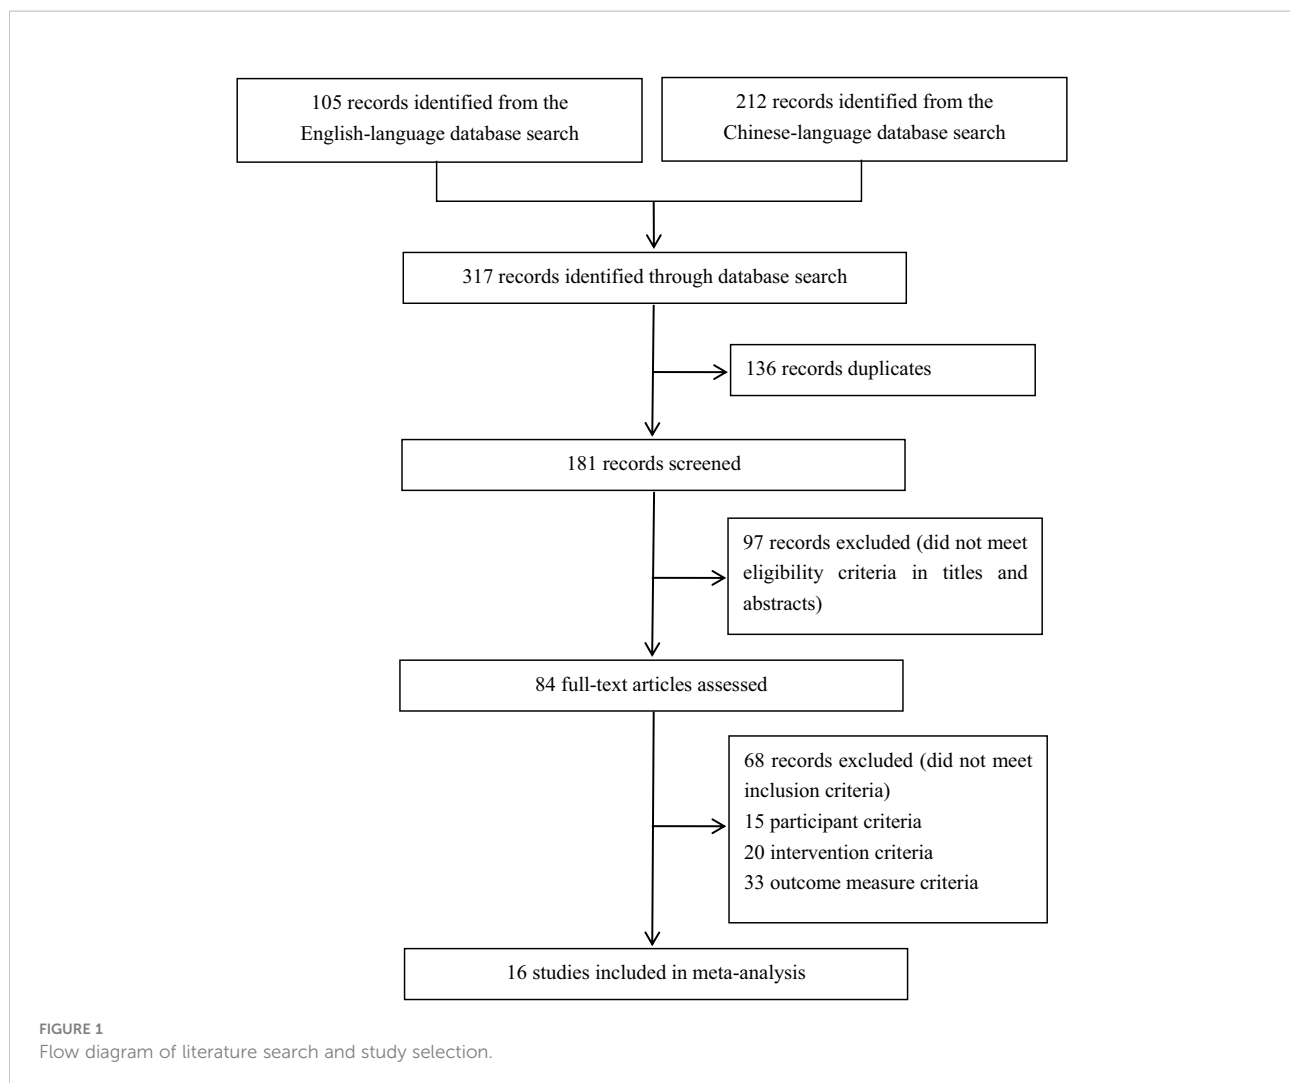 105 records identified from the
English-language database search
212 records identified from the
Chinese-language database search
317 records identified through database search
136 records duplicates
181 records screened
97 records excluded (did not meet
eligibility criteria in titles and
abstracts)
84 full-text articles assessed
68 records excluded (did not meet
inclusion criteria)
15 participant criteria
20 intervention criteria
33 outcome measure criteria
16 studies included in meta-analysis
FIGURE 1
Flow diagram of literature search and study selection.